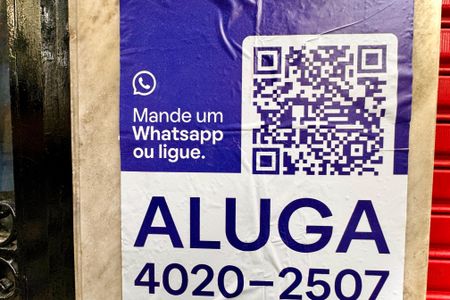 Mande um
Whatsapp
ou ligue.
ALUGA
4020-2507